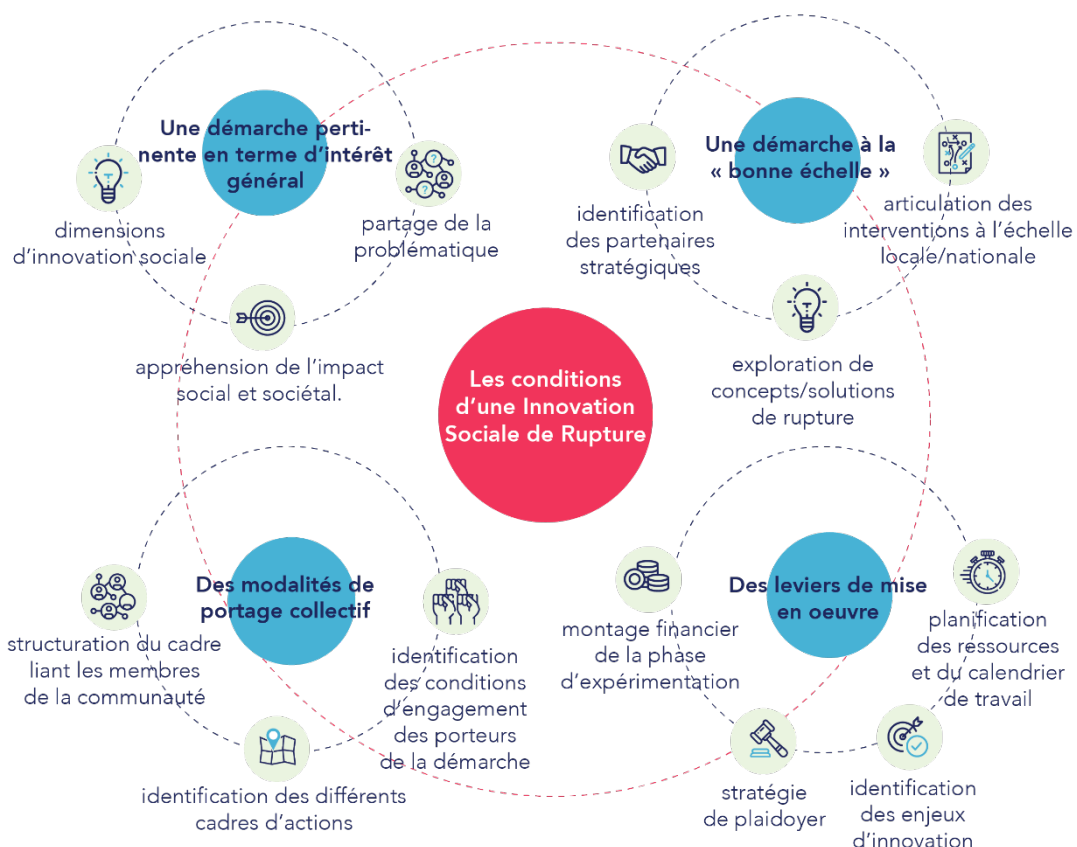 Une démarche perti-
nente en terme d'intérêt
général
dimensions
d'innovation sociale
partage de la
problématique
appréhension de l'impact
social et sociétal.
Une démarche à la
« bonne échelle »
identification
des partenaires
stratégiques
articulation des
interventions à l'échelle
locale/nationale
exploration de
concepts/solutions
de rupture
Les conditions
d'une Innovation
Sociale de Rupture
Des modalités de
portage collectif
structuration du cadre
liant les membres
de la communauté
identification
des conditions
d'engagement
des porteurs
de la démarche
identification des différents
cadres d'actions
Des leviers de mise
en oeuvre
montage financier
de la phase
d'expérimentation
planification
des ressources
et du calendrier
de travail
stratégie
de plaidoyer
identification
des enjeux
d'innovation